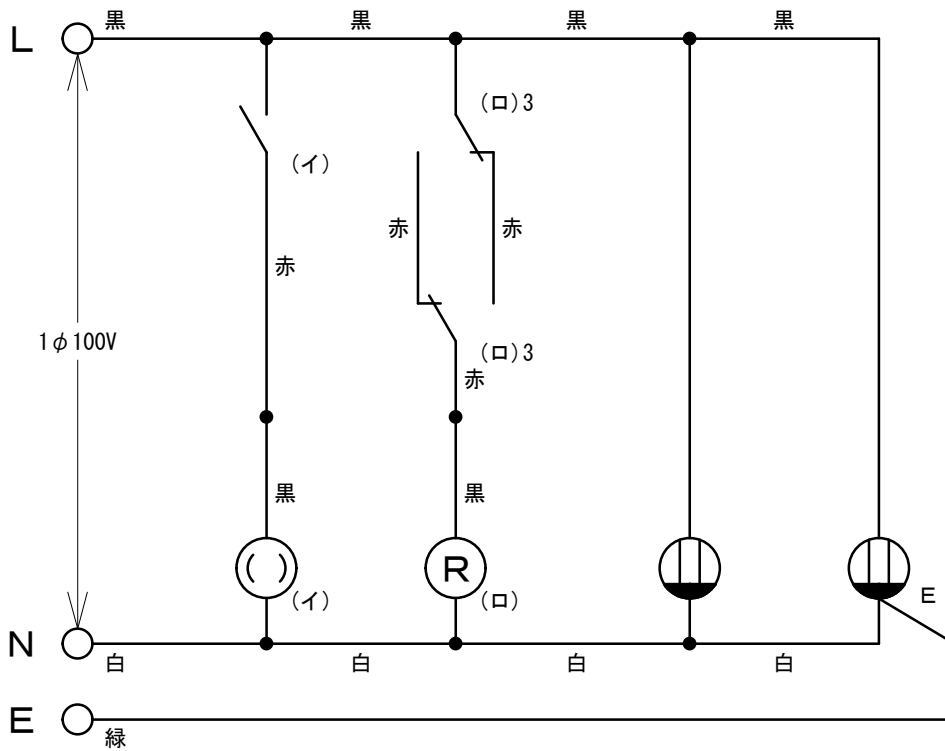 L 黒 黒 黒 黒
(ロ)3
(イ)
赤 赤
赤
1φ100V
(ロ)3
赤
黒 黒
( ) R
E
(イ) (ロ)
N 白 白 白 白
E 緑